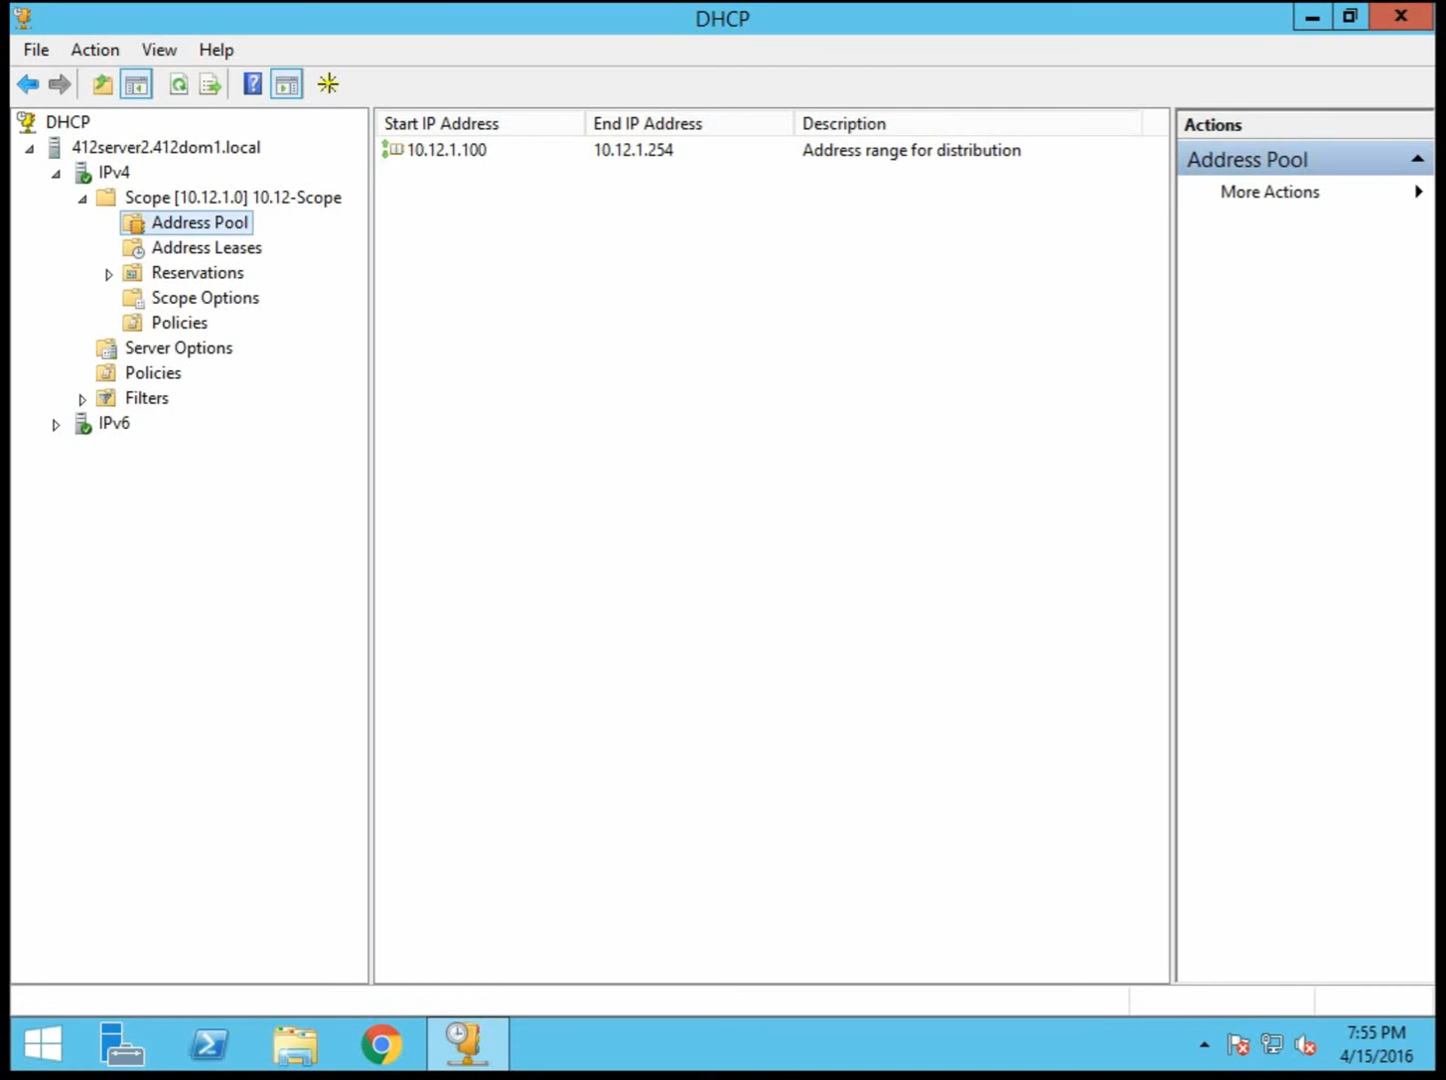 DHCP
File Action View Help
DHCP
412server2.412dom1.local
IPv4
Scope [10.12.1.0] 10.12-Scope
Address Pool
Address Leases
Reservations
Scope Options
Policies
Server Options
Policies
Filters
IPv6
Start IP Address End IP Address Description
10.12.1.100 10.12.1.254 Address range for distribution
Actions
Address Pool
More Actions
7:55 PM
4/15/2016